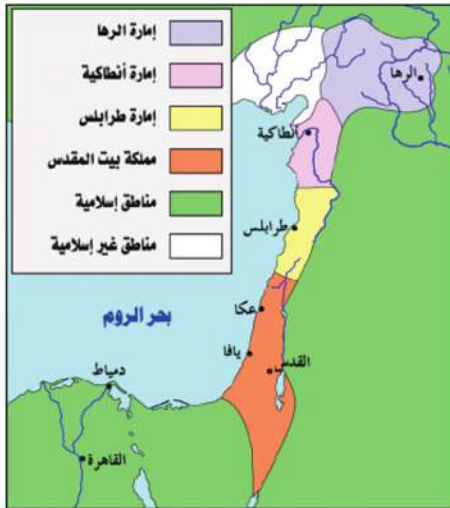 إمارة الرها
إمارة أنطاكية
إمارة طرابلس
مملكة بيت المقدس
مناطق إسلامية
مناطق غير إسلامية
الرها
أنطاكية
طرابلس
بحر الروم
عكا
يافا
القدس
دمياط
القاهرة